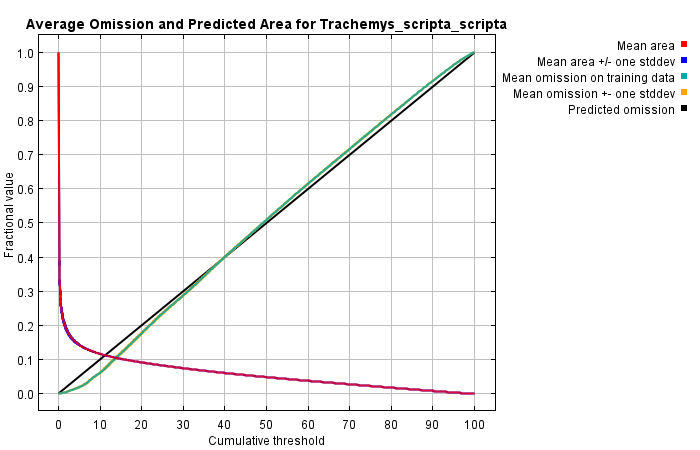 Average Omission and Predicted Area for Trachemys_scripta_scripta
Mean area
Mean area +/- one stddev
Mean omission on training data
Mean omission +- one stddev
Predicted omission
Fractional value
1.0
0.9
0.8
0.7
0.6
0.5
0.4
0.3
0.2
0.1
0.0
0 10 20 30 40 50 60 70 80 90 100
Cumulative threshold